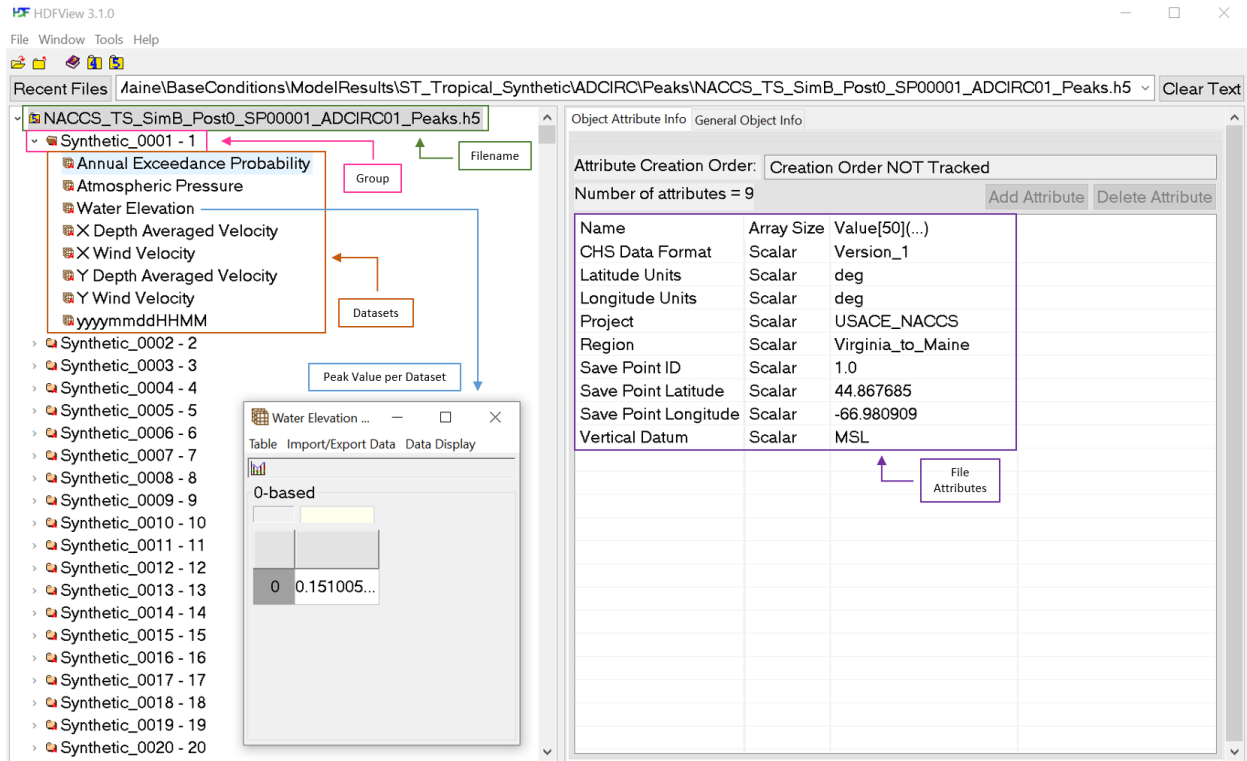 HDF HDFView 3.1.0
File Window Tools Help
Recent Files
\BaseConditions\ModelResults\ST_Tropical_Synthetic\ADCIRC\Peaks\NACCS_TS_SimB_Post0_SP00001_ADCIRC01_Peaks.h5
Clear Text
NACCS_TS_SimB_Post0_SP00001_ADCIRC01_Peaks.h5
Filename
Synthetic_0001 - 1
Group
Annual Exceedance Probability
Atmospheric Pressure
Water Elevation
X Depth Averaged Velocity
X Wind Velocity
Y Depth Averaged Velocity
Y Wind Velocity
yyyymmddHHMM
Datasets
Synthetic_0002 - 2
Synthetic_0003 - 3
Synthetic_0004 - 4
Synthetic_0005 - 5
Synthetic_0006 - 6
Synthetic_0007 - 7
Synthetic_0008 - 8
Synthetic_0009 - 9
Synthetic_0010 - 10
Synthetic_0011 - 11
Synthetic_0012 - 12
Synthetic_0013 - 13
Synthetic_0014 - 14
Synthetic_0015 - 15
Synthetic_0016 - 16
Synthetic_0017 - 17
Synthetic_0018 - 18
Synthetic_0019 - 19
Synthetic_0020 - 20
Peak Value per Dataset
Water Elevation ...
Table Import/Export Data Data Display
0-based
0 0.151005...
Object Attribute Info General Object Info
Attribute Creation Order: Creation Order NOT Tracked
Number of attributes = 9
Add Attribute Delete Attribute
Name Array Size Value[50](...)
CHS Data Format Scalar Version_1
Latitude Units Scalar deg
Longitude Units Scalar deg
Project Scalar USACE_NACCS
Region Scalar Virginia_to_Maine
Save Point ID Scalar 1.0
Save Point Latitude Scalar 44.867685
Save Point Longitude Scalar -66.980909
Vertical Datum Scalar MSL
File
Attributes